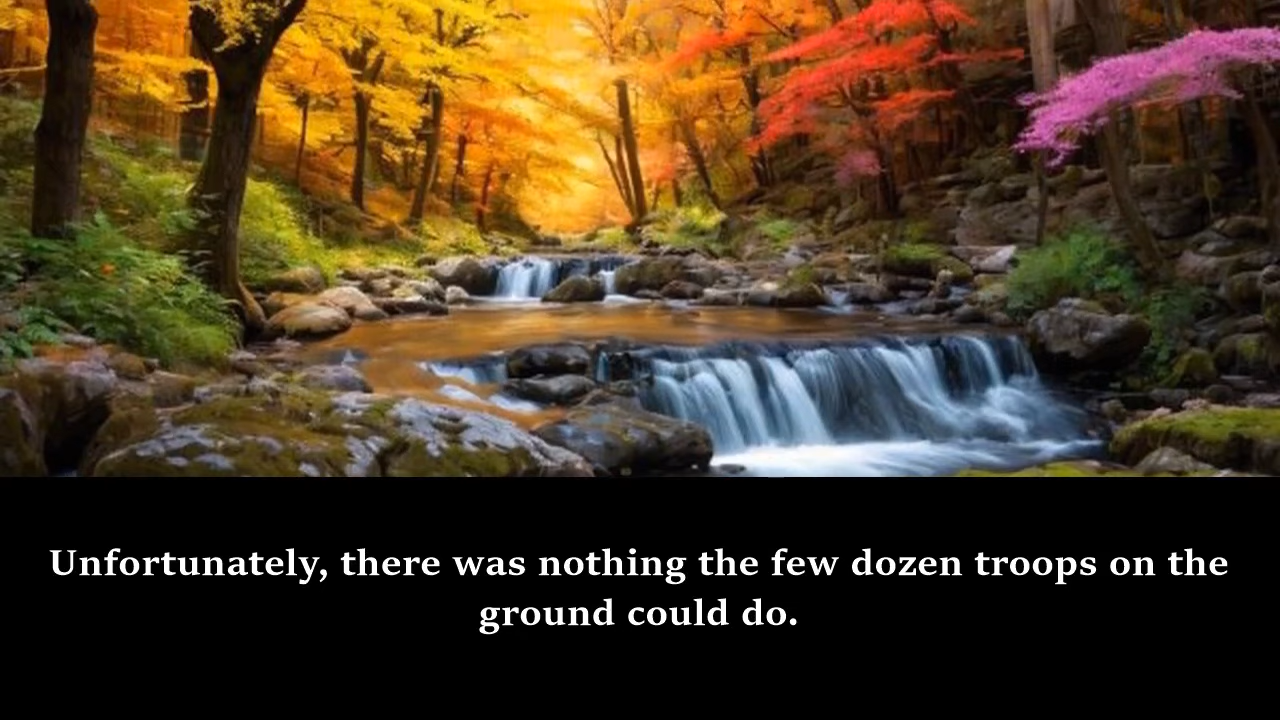 Unfortunately, there was nothing the few dozen troops on the
ground could do.